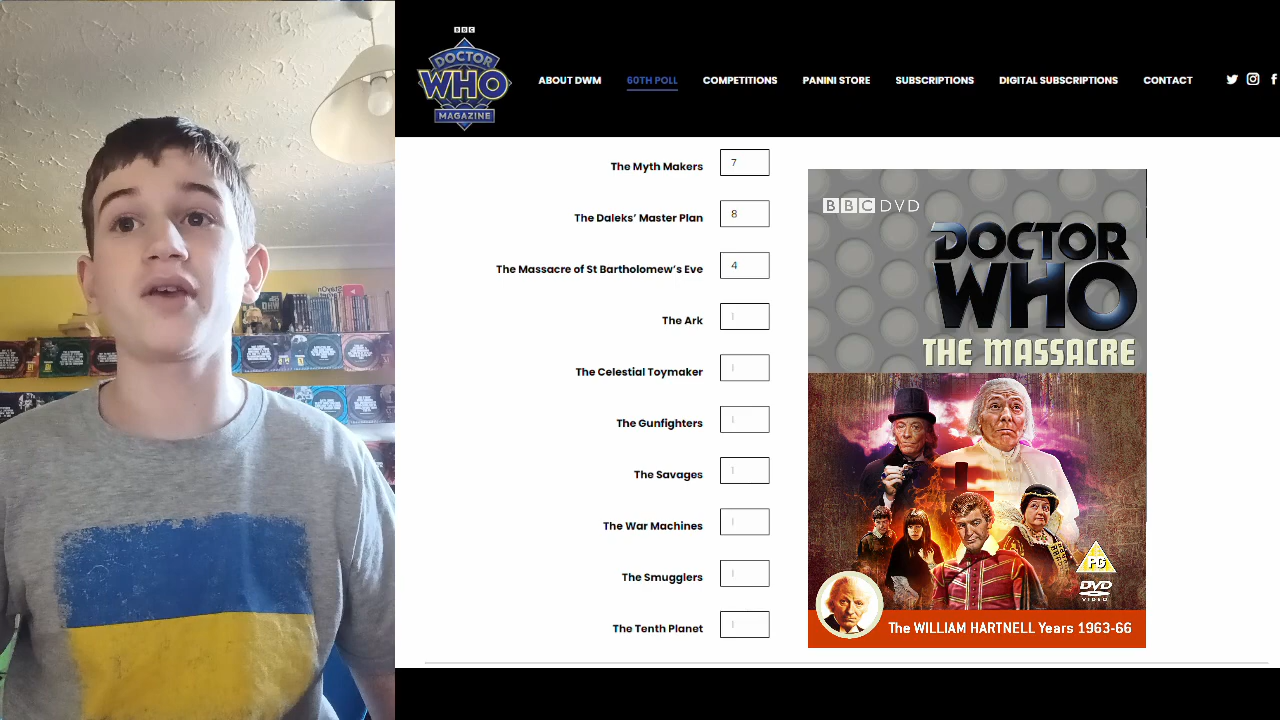 BBC
DOCTOR
WHO
MAGAZINE
ABOUT DWM
60TH POLL
COMPETITIONS
PANINI STORE
SUBSCRIPTIONS
DIGITAL SUBSCRIPTIONS
CONTACT
The Myth Makers 7
The Daleks’ Master Plan 8
The Massacre of St Bartholomew’s Eve 4
The Ark
The Celestial Toymaker
The Gunfighters
The Savages
The War Machines
The Smugglers
The Tenth Planet
BBC DVD
DOCTOR
WHO
THE MASSACRE
PG
DVD
VIDEO
The WILLIAM HARTNELL Years 1963-66